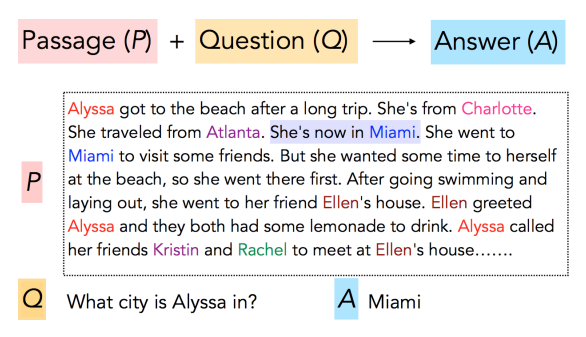 Passage (P) + Question (Q) → Answer (A)
Alyssa got to the beach after a long trip. She's from Charlotte.
She traveled from Atlanta. She's now in Miami. She went to
Miami to visit some friends. But she wanted some time to herself
at the beach, so she went there first. After going swimming and
laying out, she went to her friend Ellen's house. Ellen greeted
Alyssa and they both had some lemonade to drink. Alyssa called
her friends Kristin and Rachel to meet at Ellen's house…….
P
Q What city is Alyssa in? A Miami